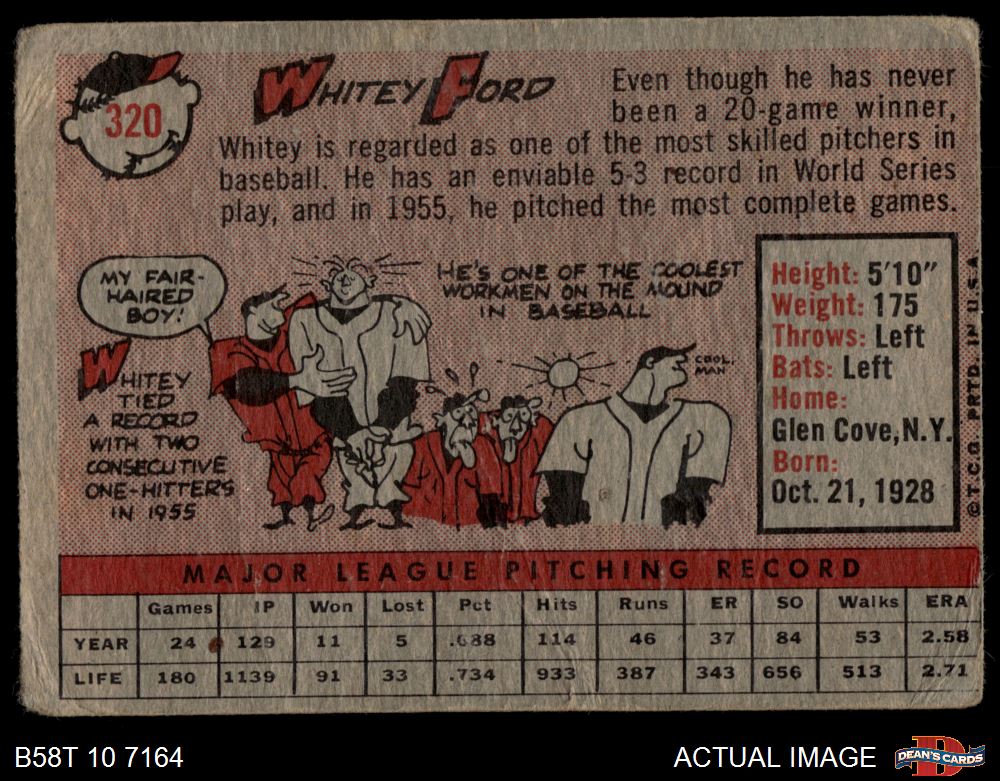 320
WHITEY FORD
Even though he has never
been a 20-game winner,
Whitey is regarded as one of the most skilled pitchers in
baseball. He has an enviable 5-3 record in World Series
play, and in 1955, he pitched the most complete games.
MY FAIR-
HAIRED
BOY!
HE'S ONE OF THE COOLEST
WORKMEN ON THE MOUND
IN BASEBALL
COOL.
MAN
WHITEY
TIED
A RECORD
WITH TWO
CONSECUTIVE
ONE-HITTERS
IN 1955
Height: 5'10"
Weight: 175
Throws: Left
Bats: Left
Home:
Glen Cove, N.Y.
Born:
Oct. 21, 1928
© T.C.G. PRTD. IN U.S.A.
MAJOR LEAGUE PITCHING RECORD
Games IP Won Lost Pct Hits Runs ER SO Walks ERA
YEAR 24 129 11 5 .688 114 46 37 84 53 2.58
LIFE 180 1139 91 33 .734 933 387 343 656 513 2.71
B58T 10 7164
ACTUAL IMAGE
D
DEAN'S CARDS